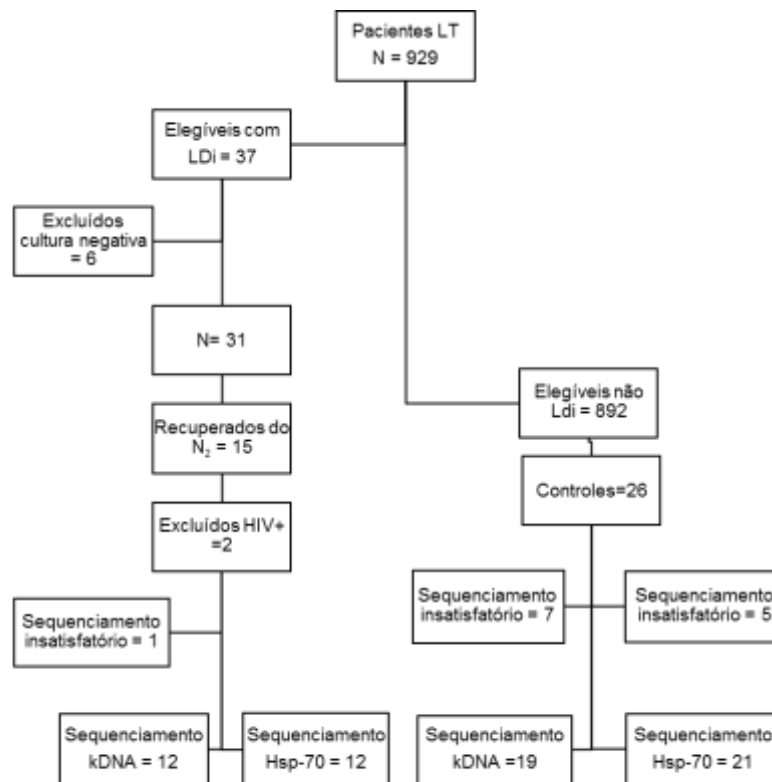 Pacientes LT
N = 929
Elegíveis com
LDi = 37
Excluídos
cultura negativa
= 6
N= 31
Recuperados do
N₂ = 15
Excluídos HIV+
=2
Sequenciamento
insatisfatório = 1
Sequenciamento
kDNA = 12
Sequenciamento
Hsp-70 = 12
Elegíveis não
Ldi = 892
Controles=26
Sequenciamento
insatisfatório = 7
Sequenciamento
insatisfatório = 5
Sequenciamento
kDNA =19
Sequenciamento
Hsp-70 = 21